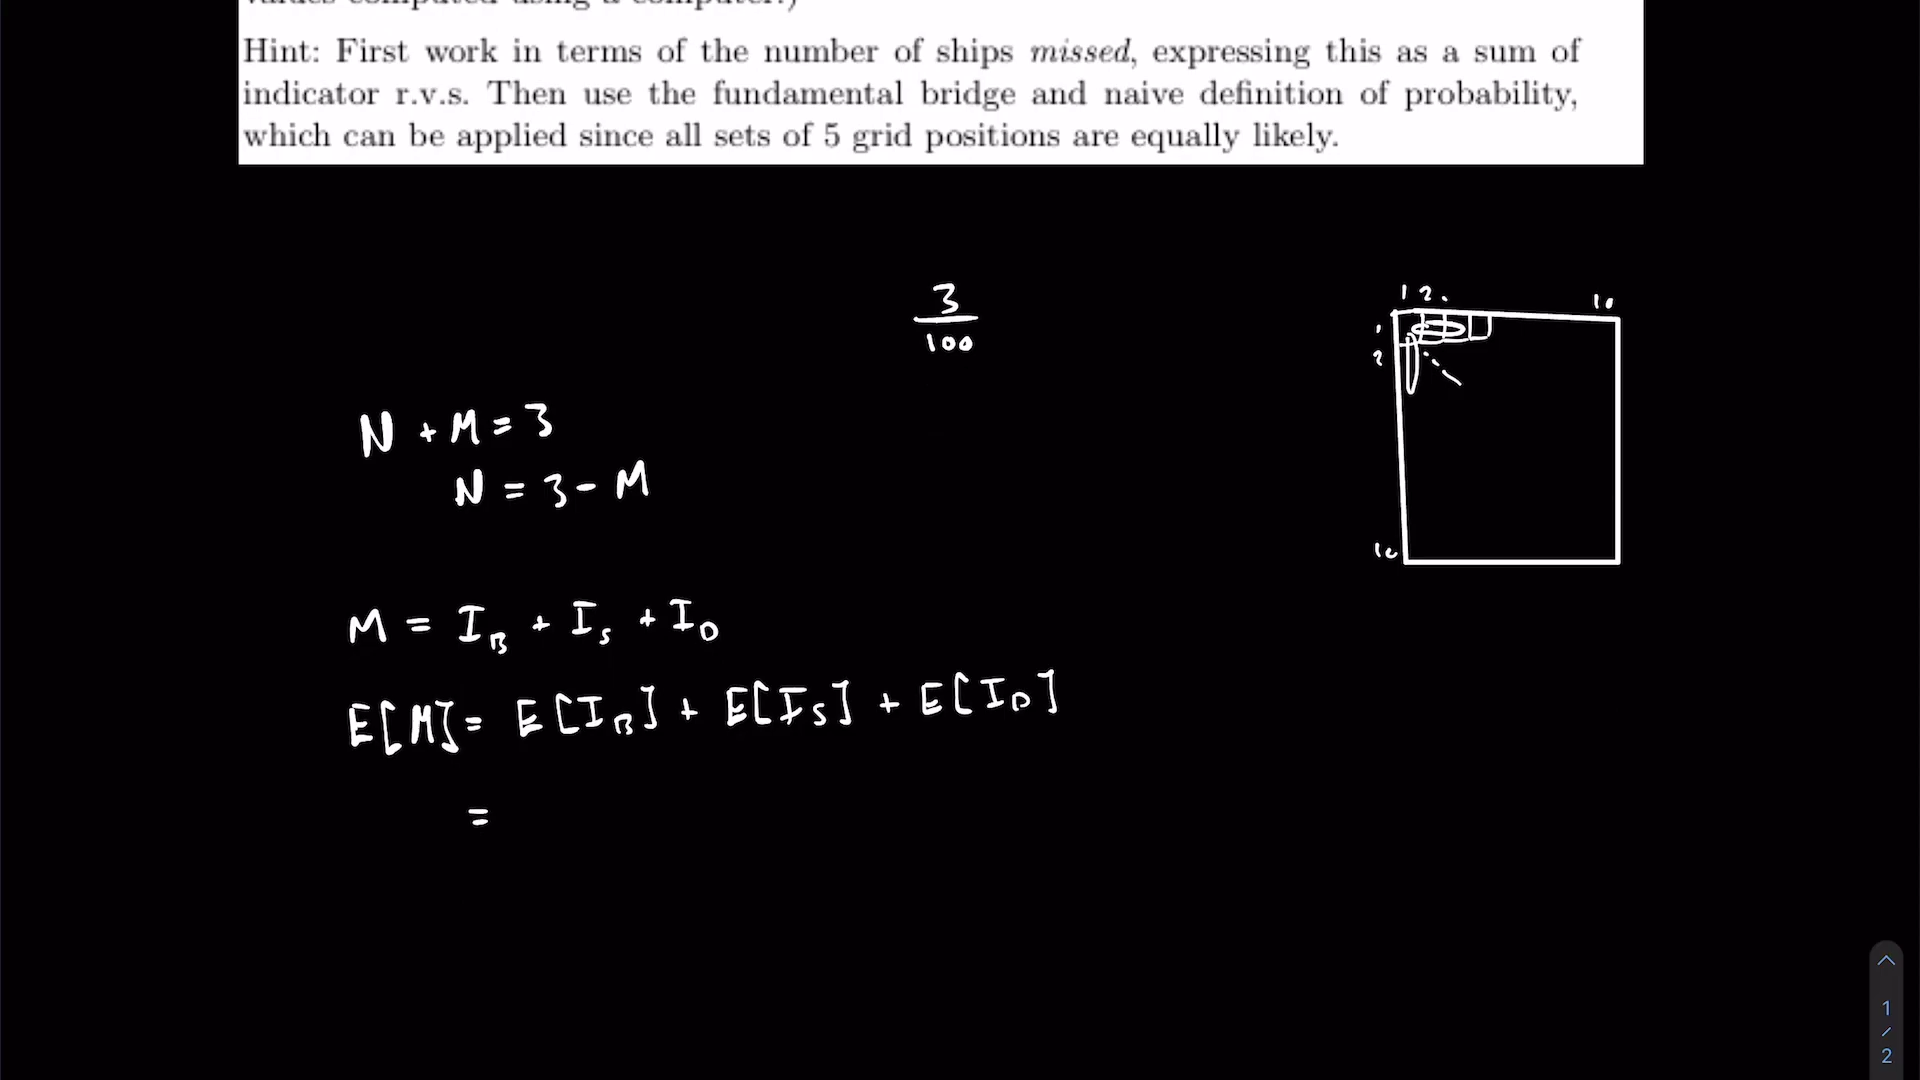 Hint: First work in terms of the number of ships missed, expressing this as a sum of
indicator r.v.s. Then use the fundamental bridge and naive definition of probability,
which can be applied since all sets of 5 grid positions are equally likely.
3
100
1 2 .
10
1
2
10
N + M = 3
N = 3 - M
M = I_B + I_S + I_D
E[M] = E[I_B] + E[I_S] + E[I_D]
=
1
/
2